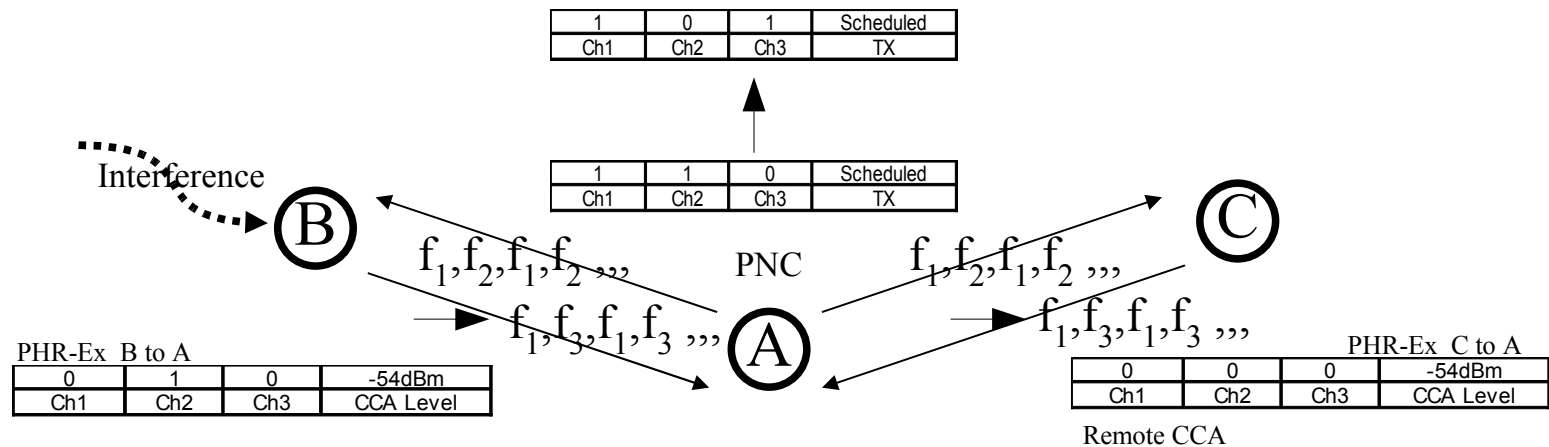 1 0 1 Scheduled
Ch1 Ch2 Ch3 TX
1 1 0 Scheduled
Ch1 Ch2 Ch3 TX
Interference
B
C
f1,f2,f1,f2 ,,,
PNC
f1,f2,f1,f2 ,,,
f1,f3,f1,f3 ,,,
A
f1,f3,f1,f3 ,,,
PHR-Ex B to A
0 1 0 -54dBm
Ch1 Ch2 Ch3 CCA Level
PHR-Ex C to A
0 0 0 -54dBm
Ch1 Ch2 Ch3 CCA Level
Remote CCA